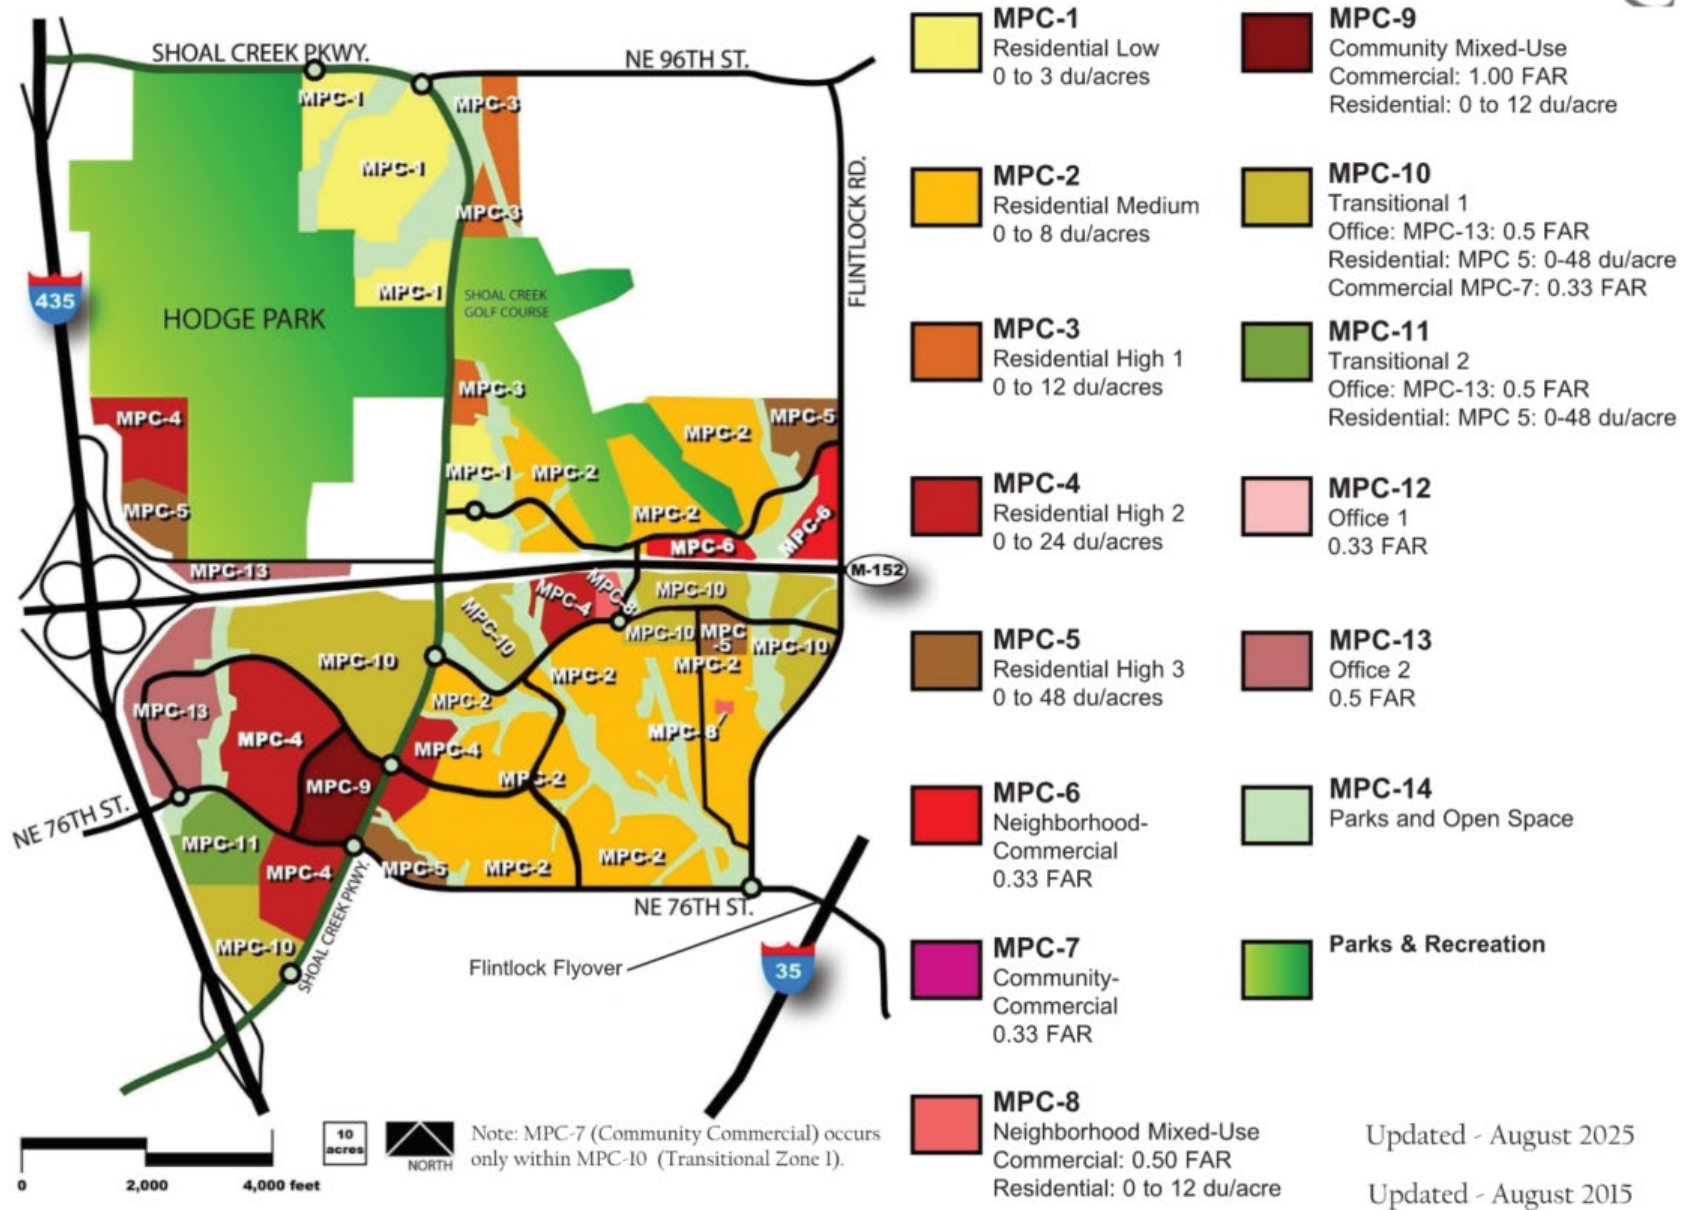 SHOAL CREEK PKWY.
NE 96TH ST.
MPC-1
MPC-3
MPC-1
FLINTLOCK RD.
MPC-3
MPC-1
435
HODGE PARK
SHOAL CREEK
GOLF COURSE
MPC-3
MPC-4
MPC-5
MPC-2
MPC-1
MPC-2
MPC-5
MPC-2
MPC-6
MPC-6
MPC-13
M-152
MPC-4
MPC-8
MPC-10
MPC-10
MPC-10
MPC
-5
MPC-10
MPC-10
MPC-2
MPC-2
MPC-2
MPC-13
MPC-4
MPC-4
MPC-8
MPC-9
MPC-2
NE 76TH ST.
MPC-11
MPC-4
MPC-5
MPC-2
MPC-2
MPC-10
SHOAL CREEK PKWY.
NE 76TH ST.
Flintlock Flyover
35
0
2,000
4,000 feet
10
acres
NORTH
Note: MPC-7 (Community Commercial) occurs
only within MPC-10 (Transitional Zone 1).
MPC-1
Residential Low
0 to 3 du/acres
MPC-2
Residential Medium
0 to 8 du/acres
MPC-3
Residential High 1
0 to 12 du/acres
MPC-4
Residential High 2
0 to 24 du/acres
MPC-5
Residential High 3
0 to 48 du/acres
MPC-6
Neighborhood-
Commercial
0.33 FAR
MPC-7
Community-
Commercial
0.33 FAR
MPC-8
Neighborhood Mixed-Use
Commercial: 0.50 FAR
Residential: 0 to 12 du/acre
MPC-9
Community Mixed-Use
Commercial: 1.00 FAR
Residential: 0 to 12 du/acre
MPC-10
Transitional 1
Office: MPC-13: 0.5 FAR
Residential: MPC 5: 0-48 du/acre
Commercial MPC-7: 0.33 FAR
MPC-11
Transitional 2
Office: MPC-13: 0.5 FAR
Residential: MPC 5: 0-48 du/acre
MPC-12
Office 1
0.33 FAR
MPC-13
Office 2
0.5 FAR
MPC-14
Parks and Open Space
Parks & Recreation
Updated - August 2025
Updated - August 2015